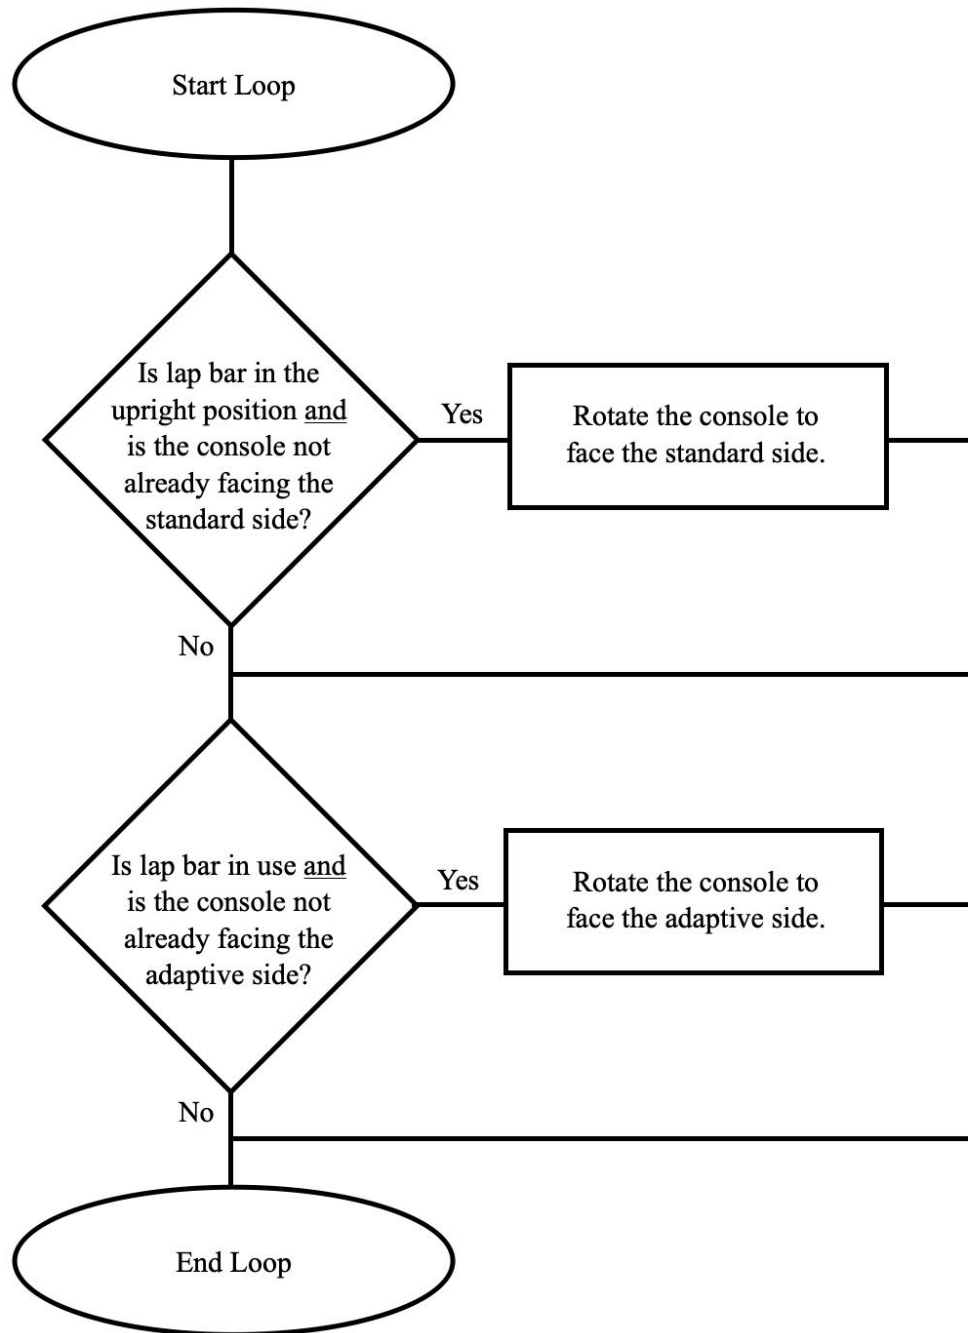 Start Loop
Is lap bar in the
upright position and
is the console not
already facing the
standard side?
Yes
Rotate the console to
face the standard side.
No
Is lap bar in use and
is the console not
already facing the
adaptive side?
Yes
Rotate the console to
face the adaptive side.
No
End Loop